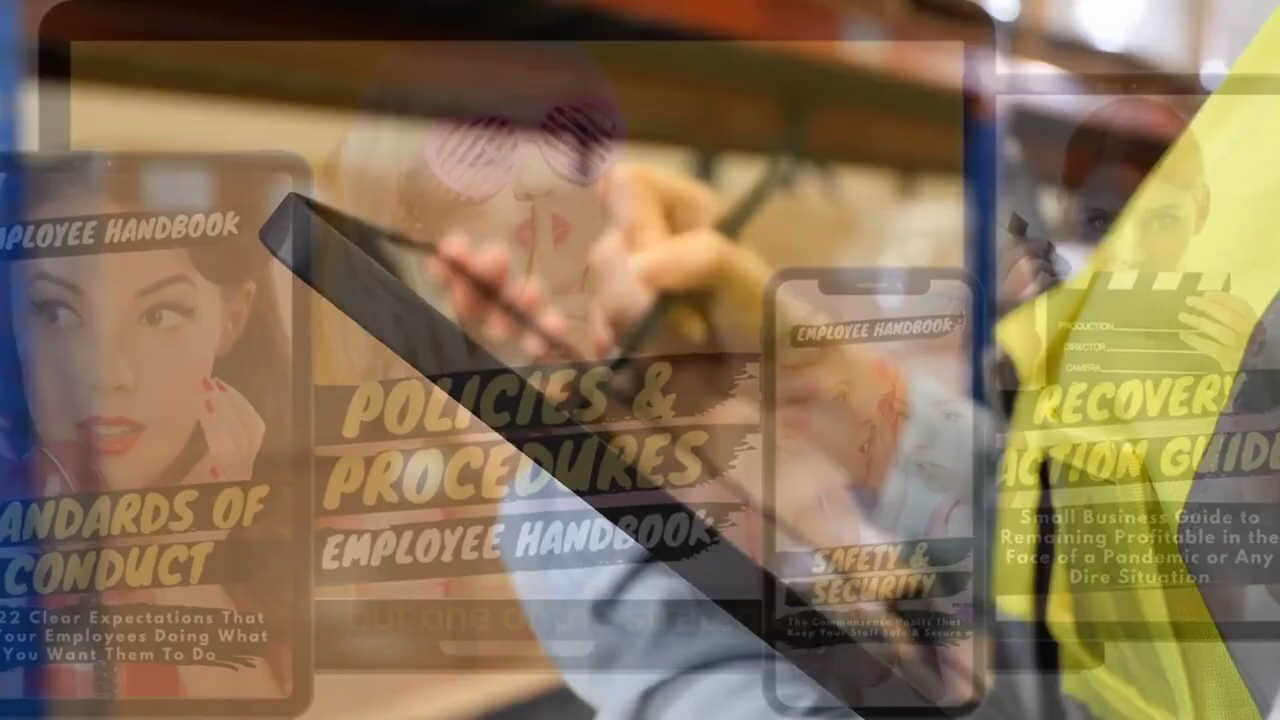 EMPLOYEE HANDBOOK
ANDARDS OF
CONDUCT
22 Clear Expectations That
Your Employees Doing What
You Want Them To Do
POLICIES &
PROCEDURES
EMPLOYEE HANDBOOK
but one
EMPLOYEE HANDBOOK
SAFETY &
SECURITY
The Commonsense Habits That
Keep Your Staff Safe & Secure
PRODUCTION
DIRECTOR
CAMERA
RECOVERY
ACTION GUIDE
Small Business Guide to
Remaining Profitable in the
Face of a Pandemic or Any
Dire Situation